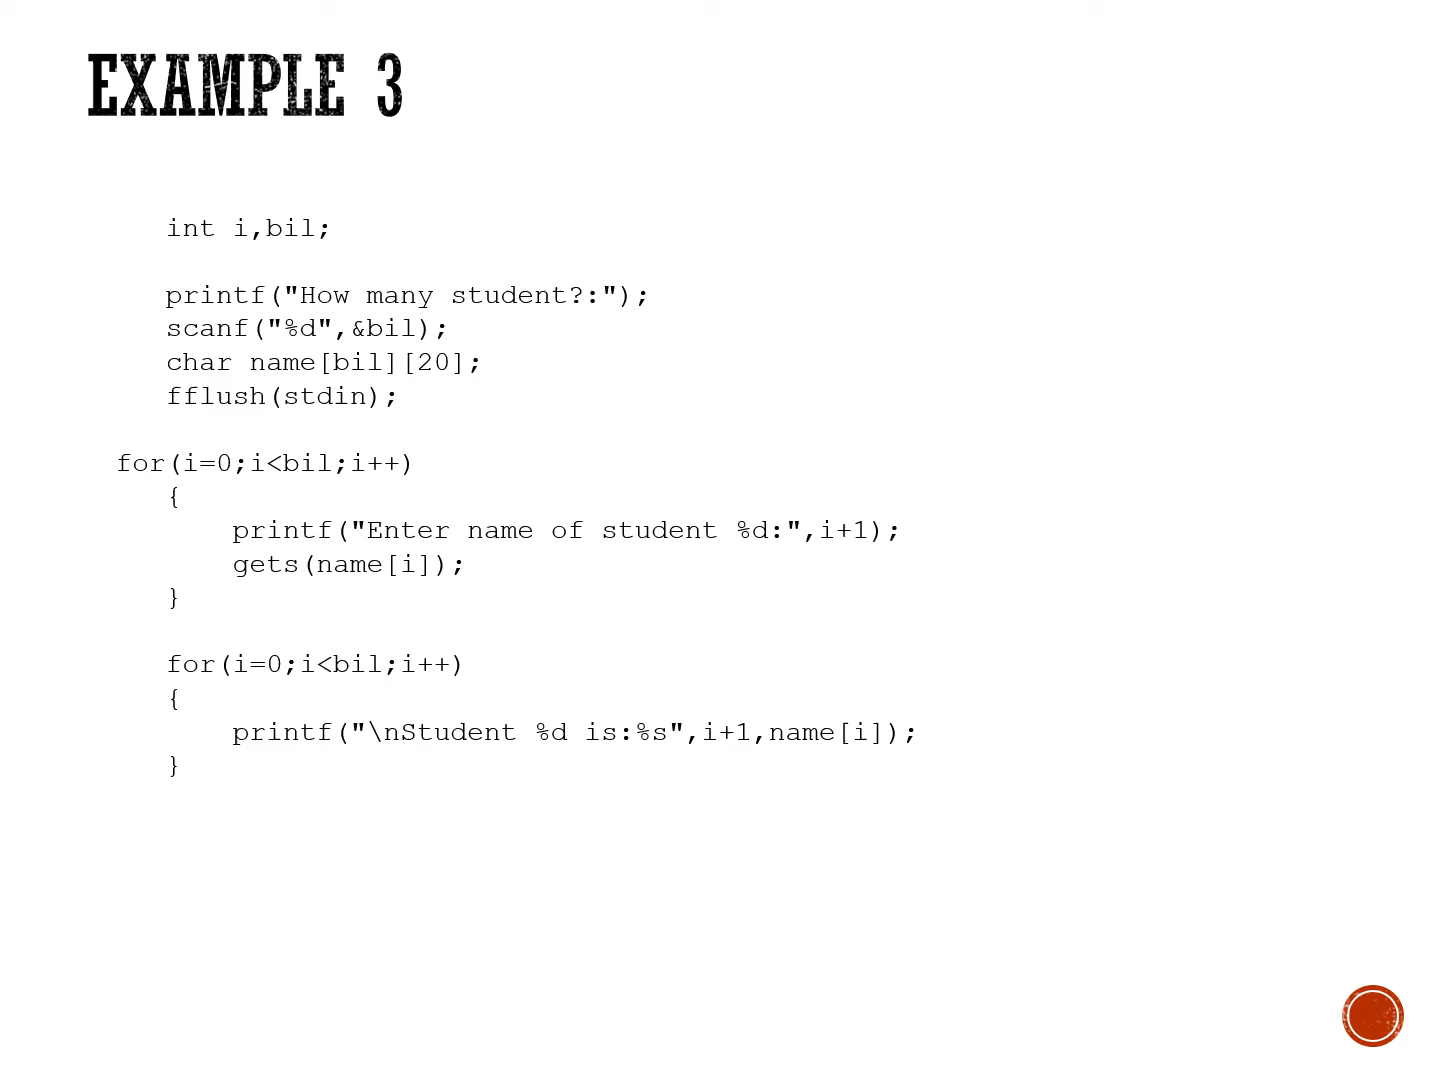 EXAMPLE 3
int i,bil;
printf("How many student?:");
scanf("%d",&bil);
char name[bil][20];
fflush(stdin);
for(i=0;i<bil;i++)
{
printf("Enter name of student %d:",i+1);
gets(name[i]);
}
for(i=0;i<bil;i++)
{
printf("\nStudent %d is:%s",i+1,name[i]);
}